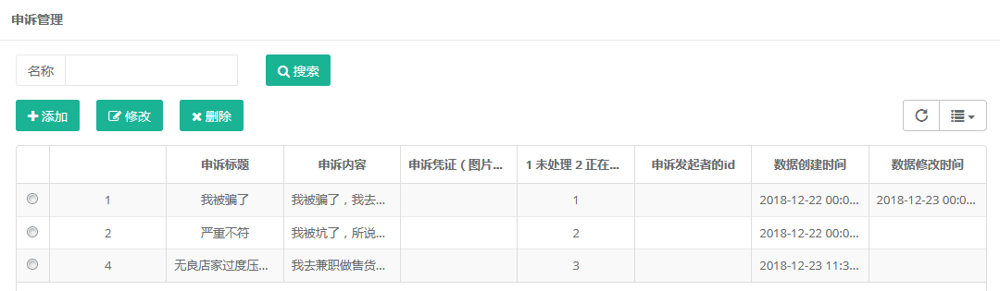 申诉管理
名称
搜索
添加 修改 删除
申诉标题 申诉内容 申诉凭证（图片... 1 未处理 2 正在... 申诉发起者的id 数据创建时间 数据修改时间
1 我被骗了 我被骗了，我去... 1 2018-12-22 00:0... 2018-12-23 00:0...
2 严重不符 我被坑了，所说... 2 2018-12-22 00:0...
4 无良店家过度压... 我去兼职做售货... 3 2018-12-23 11:3...